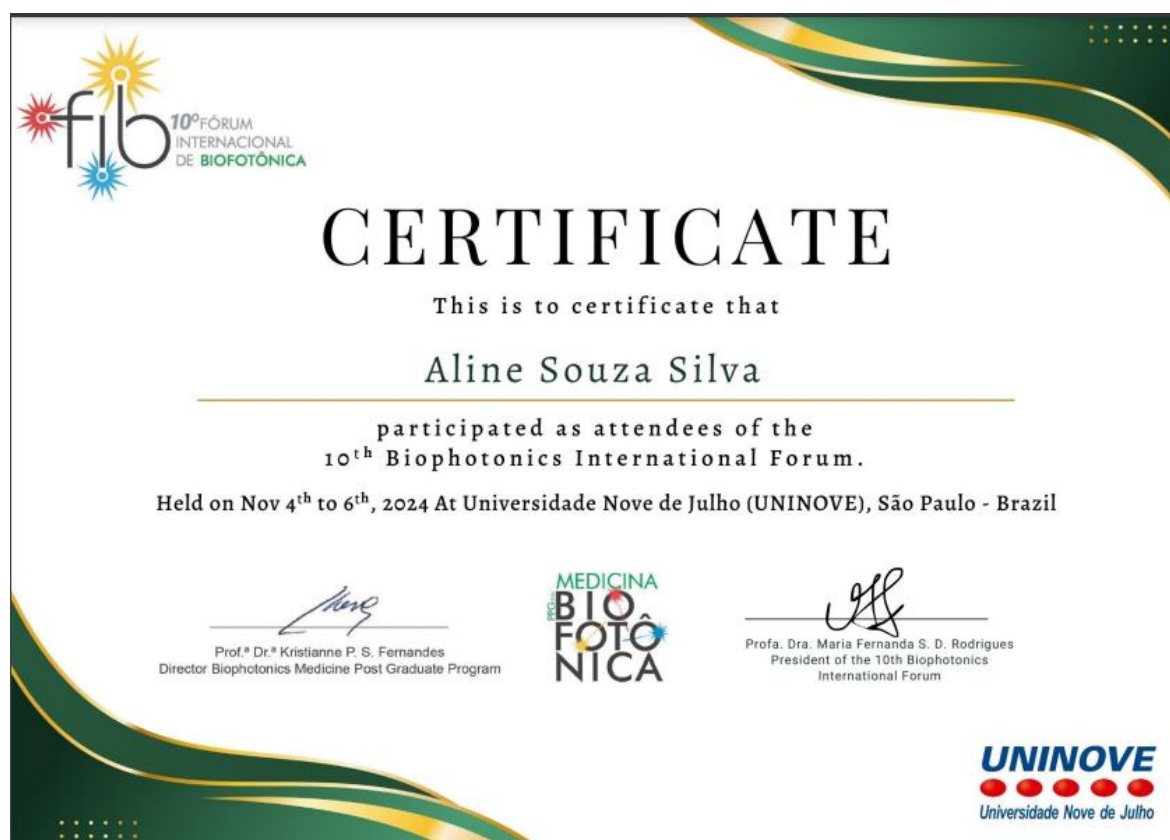 fib
10º FÓRUM
INTERNACIONAL
DE BIOFOTÔNICA
CERTIFICATE
This is to certificate that
Aline Souza Silva
participated as attendees of the
10th Biophotonics International Forum.
Held on Nov 4th to 6th, 2024 At Universidade Nove de Julho (UNINOVE), São Paulo - Brazil
Prof.ª Dr.ª Kristianne P. S. Fernandes
Director Biophotonics Medicine Post Graduate Program
MEDICINA
BIO
FOTÔ
NICA
Profa. Dra. Maria Fernanda S. D. Rodrigues
President of the 10th Biophotonics
International Forum
UNINOVE
Universidade Nove de Julho